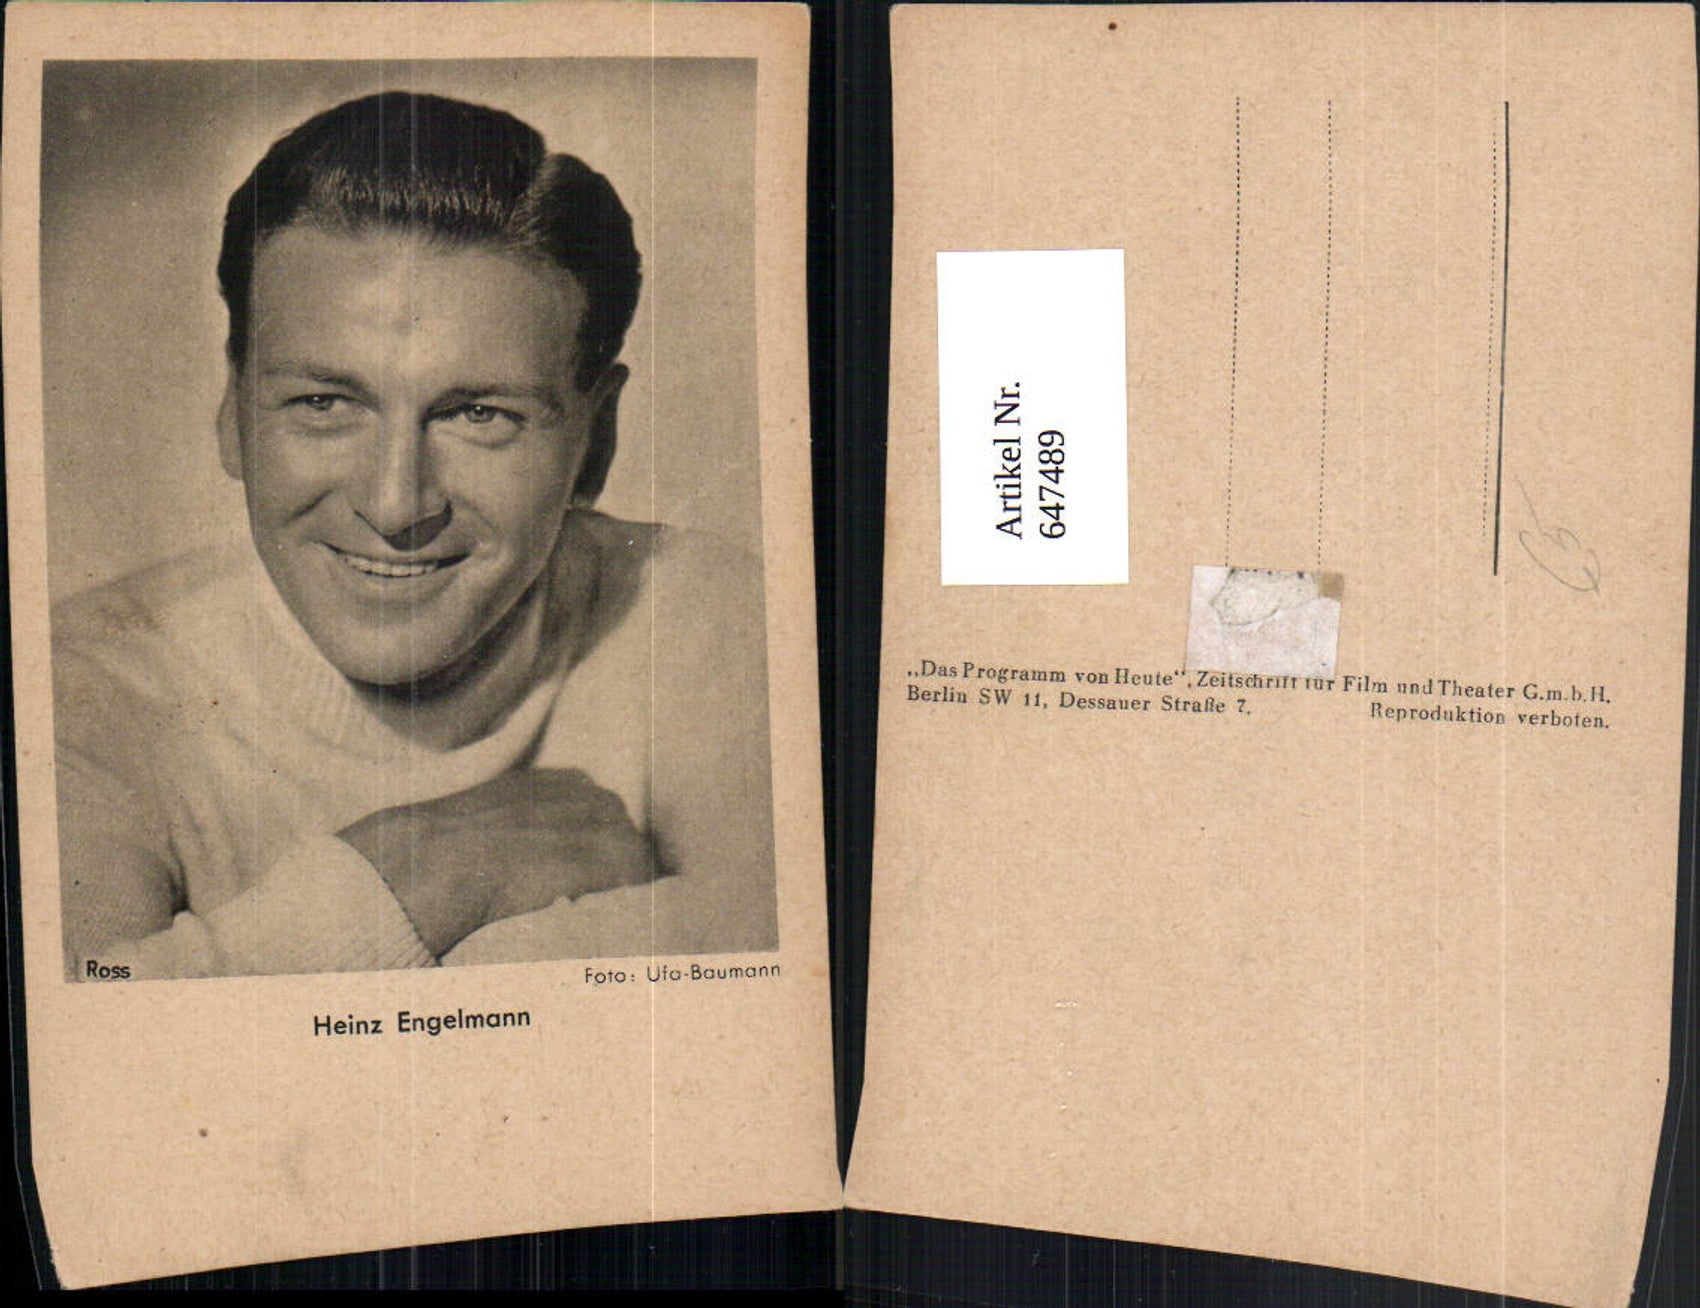 Ross
Foto: Ufa-Baumann
Heinz Engelmann
Artikel Nr.
647489
„Das Programm von Heute“, Zeitschrift für Film und Theater G.m.b.H.
Berlin SW 11, Dessauer Straße 7. Reproduktion verboten.